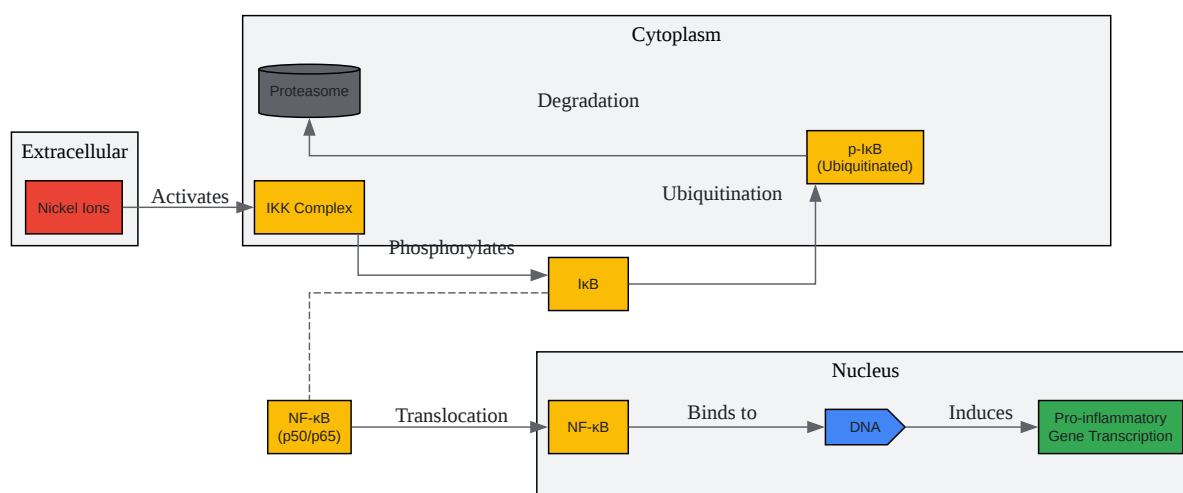 Cytoplasm
Proteasome
Degradation
Extracellular
p-IκB
(Ubiquitinated)
Nickel Ions
Activates
IKK Complex
Ubiquitination
Phosphorylates
IκB
Nucleus
NF-κB
(p50/p65)
Translocation
NF-κB
Binds to
DNA
Induces
Pro-inflammatory
Gene Transcription